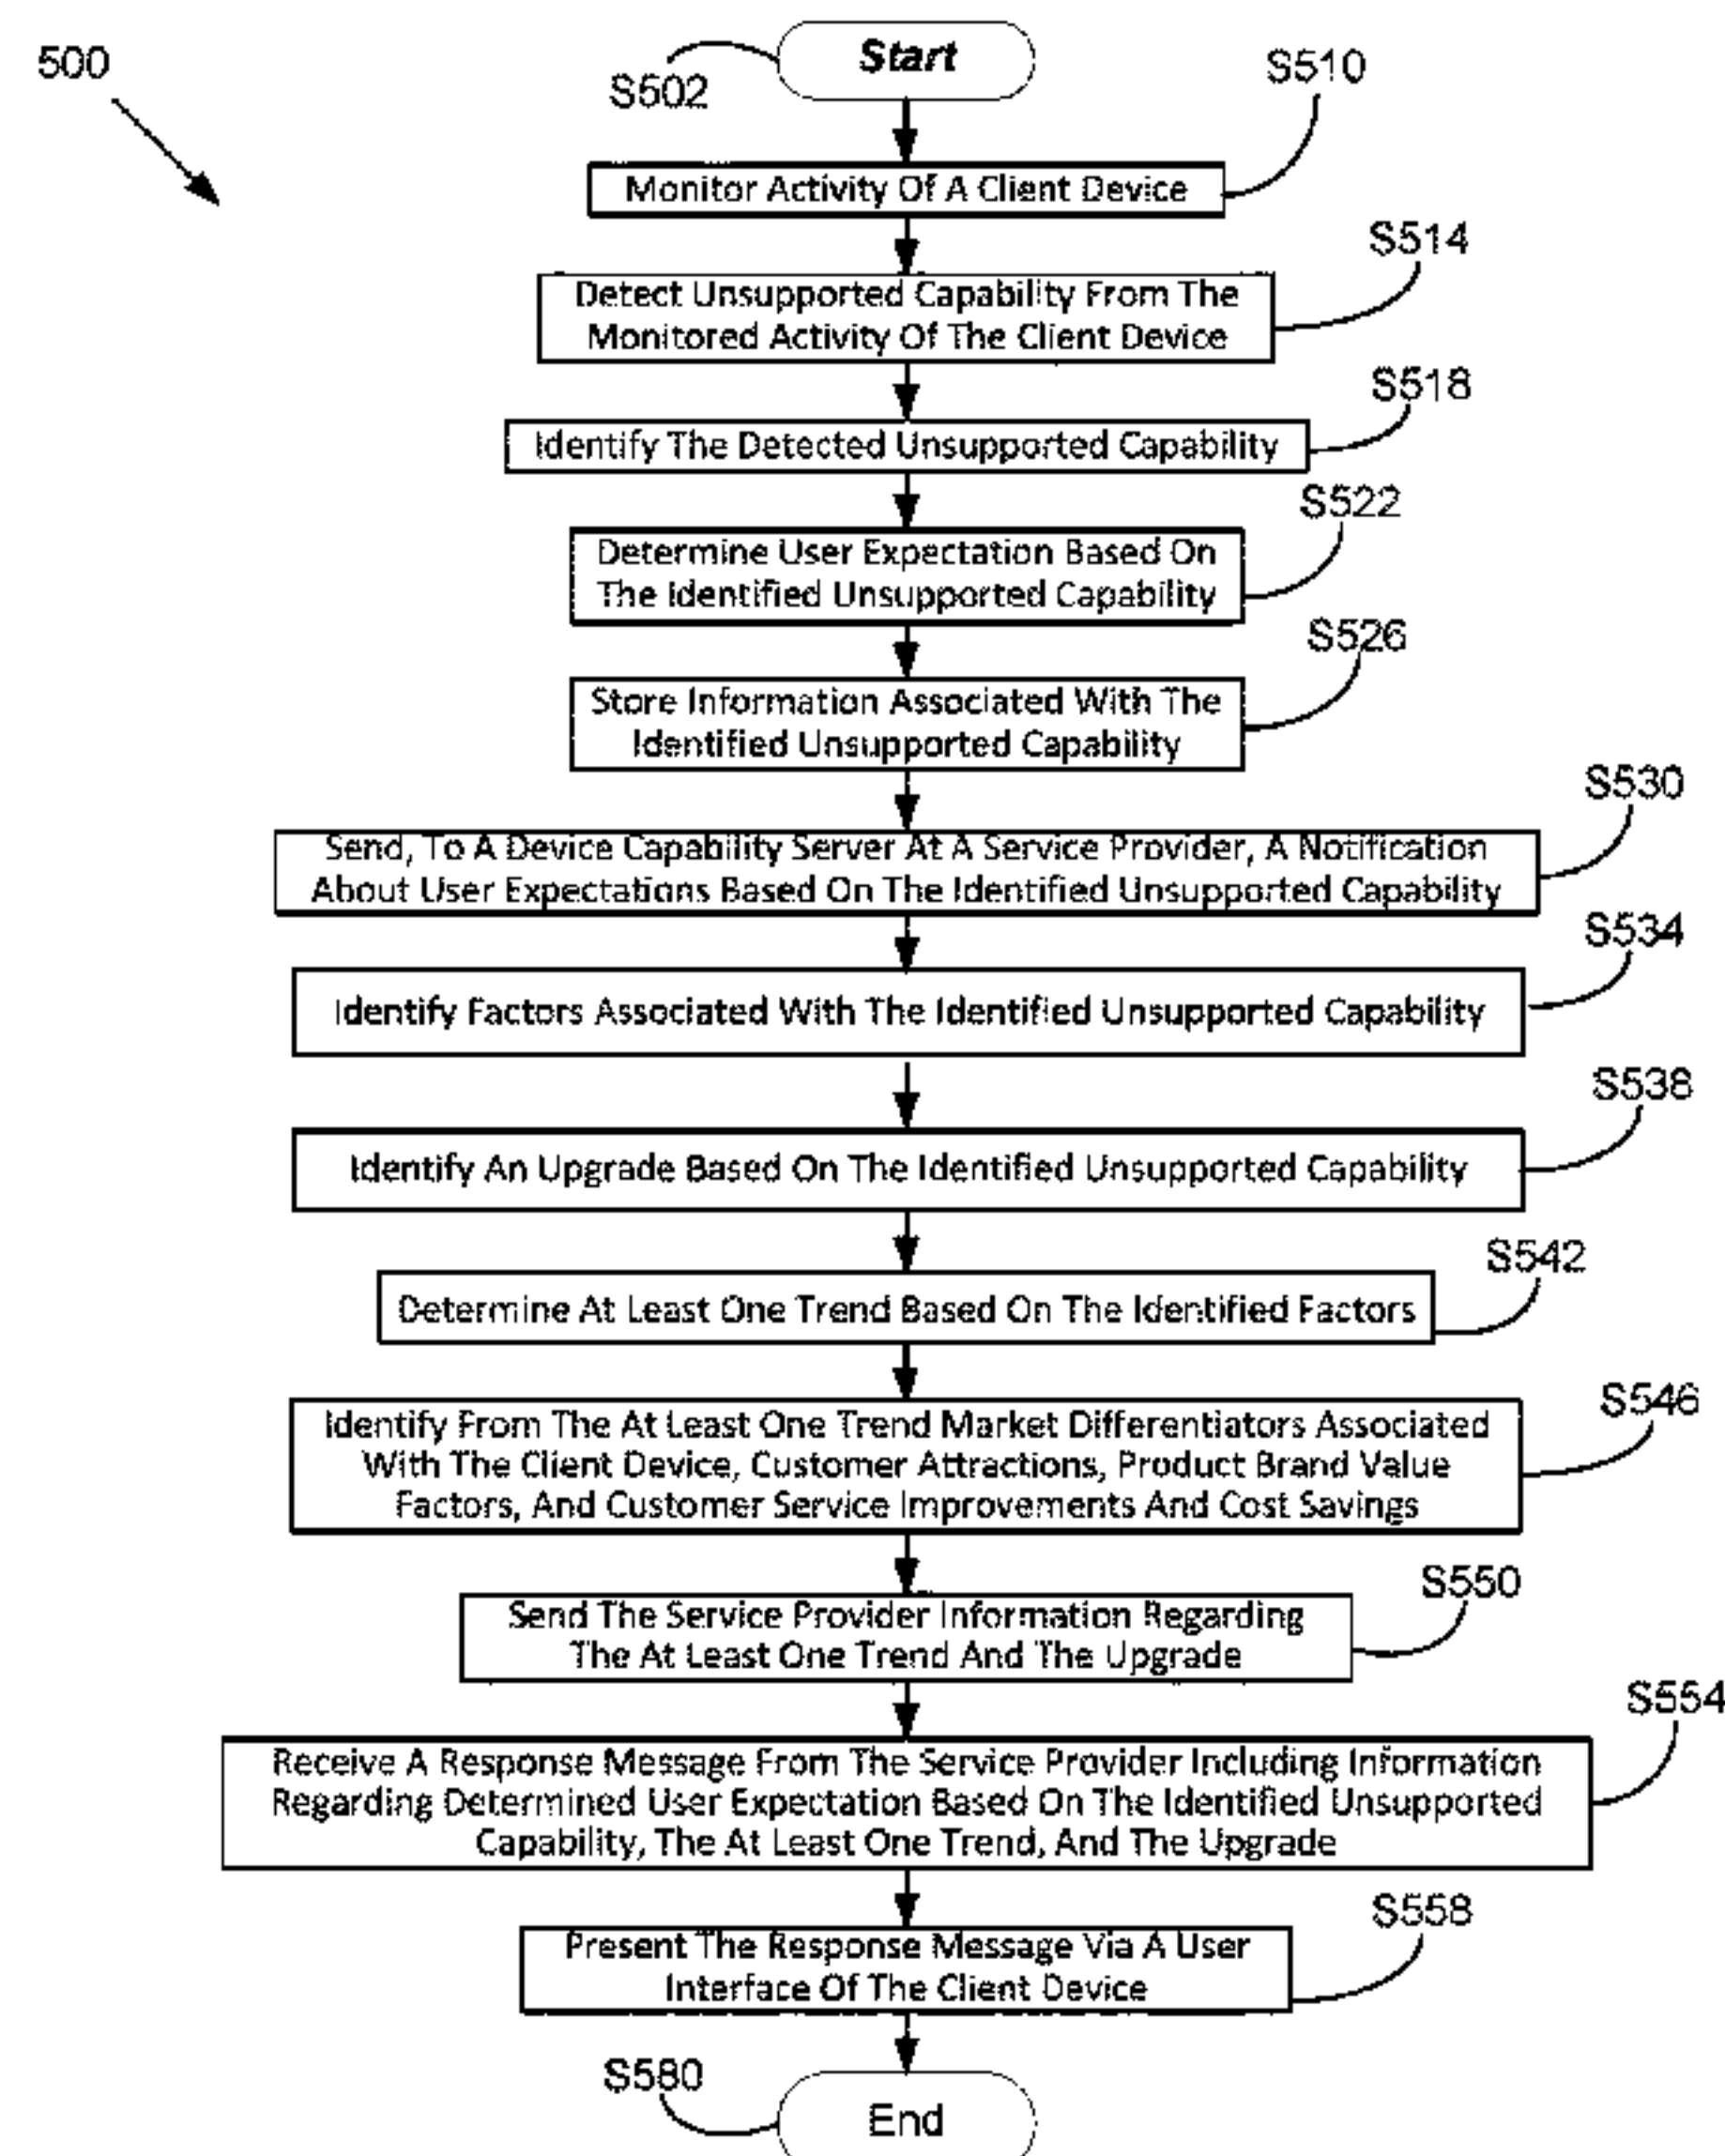 500
Start
S502
S510
Monitor Activity Of A Client Device
S514
Detect Unsupported Capability From The
Monitored Activity Of The Client Device
S518
Identify The Detected Unsupported Capability
S522
Determine User Expectation Based On
The Identified Unsupported Capability
S526
Store Information Associated With The
Identified Unsupported Capability
S530
Send, To A Device Capability Server At A Service Provider, A Notification
About User Expectations Based On The Identified Unsupported Capability
S534
Identify Factors Associated With The Identified Unsupported Capability
S538
Identify An Upgrade Based On The Identified Unsupported Capability
S542
Determine At Least One Trend Based On The Identified Factors
S546
Identify From The At Least One Trend Market Differentiators Associated
With The Client Device, Customer Attractions, Product Brand Value
Factors, And Customer Service Improvements And Cost Savings
S550
Send The Service Provider Information Regarding
The At Least One Trend And The Upgrade
S554
Receive A Response Message From The Service Provider Including Information
Regarding Determined User Expectation Based On The Identified Unsupported
Capability, The At Least One Trend, And The Upgrade
S558
Present The Response Message Via A User
Interface Of The Client Device
S580
End